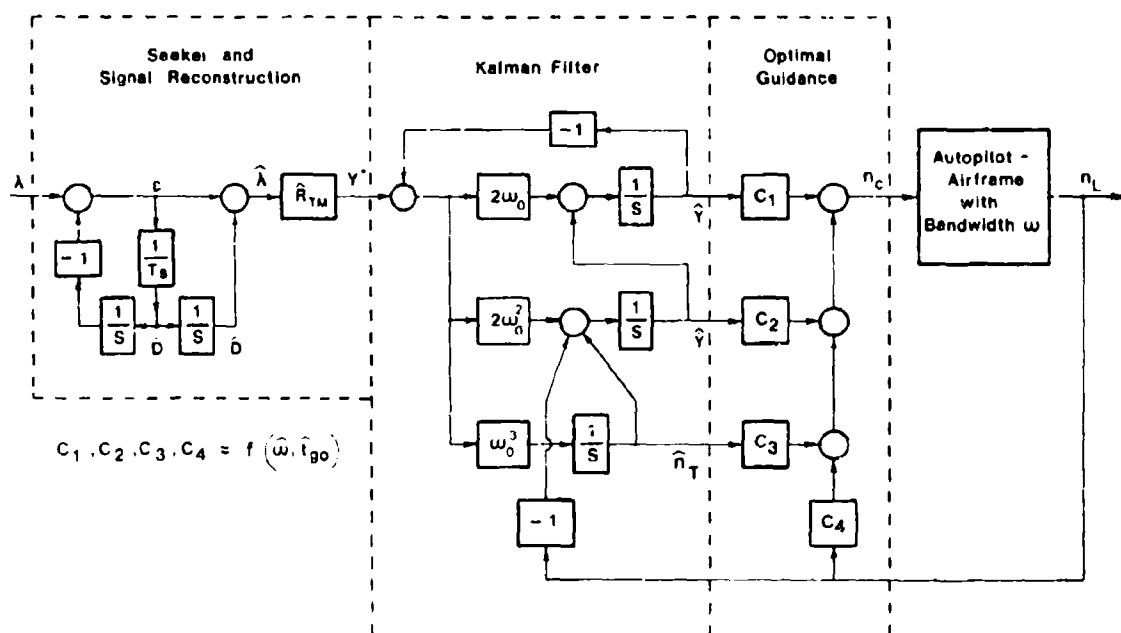 Seeker and
Signal Reconstruction
Kalman Filter
Optimal
Guidance
-1
λ
ε
λ̂
R̂TM
Y*
2ω0
1/S
Ŷ
C1
nC
Autopilot -
Airframe
with
Bandwidth ω
nL
-1
1/TS
1/S
Ḋ
1/S
D̂
2ω0²
1/S
Ŷ
C2
ω0³
1/S
n̂T
C3
C1, C2, C3, C4 = f (ω̂, t̂go)
-1
C4